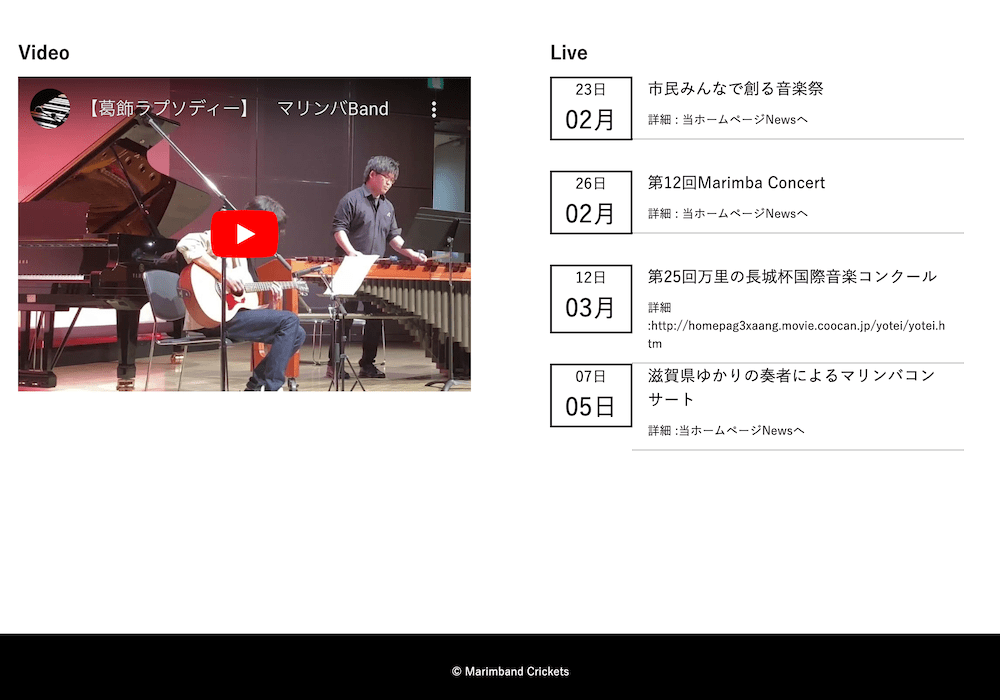 Video
【葛飾ラプソディー】 マリンバBand
Live
23日
02月
市民みんなで創る音楽祭
詳細 : 当ホームページNewsへ
26日
02月
第12回Marimba Concert
詳細 : 当ホームページNewsへ
12日
03月
第25回万里の長城杯国際音楽コンクール
詳細
:http://homepag3xaang.movie.coocan.jp/yotei/yotei.h
tm
07日
05日
滋賀県ゆかりの奏者によるマリンバコン
サート
詳細 :当ホームページNewsへ
© Marimband Crickets